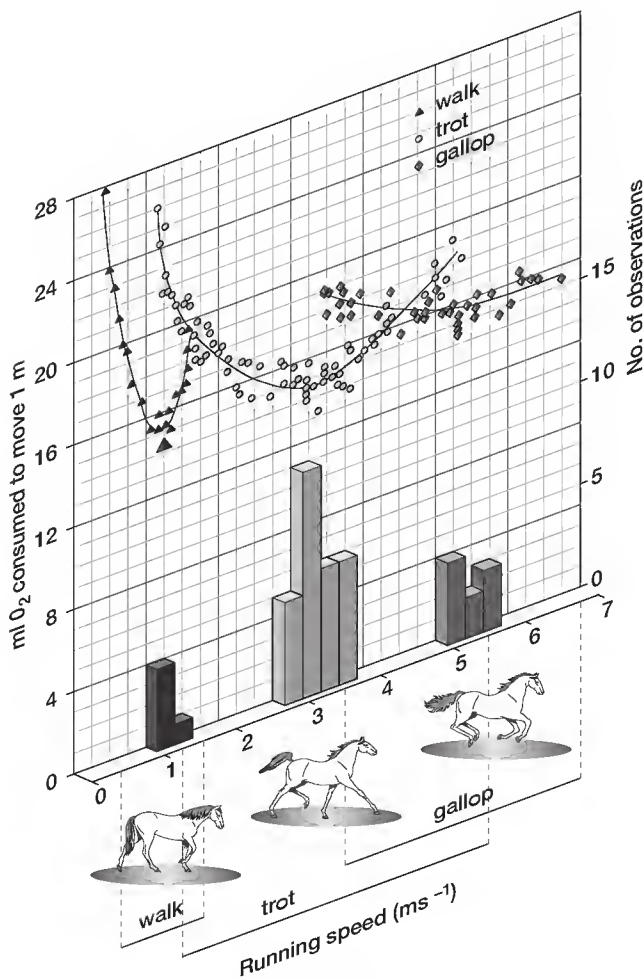 walk
trot
gallop
28
24
20
16
12
8
4
0
ml O₂ consumed to move 1 m
15
10
5
0
No. of observations
0
1
2
3
4
5
6
7
walk
trot
gallop
Running speed (ms ⁻¹)